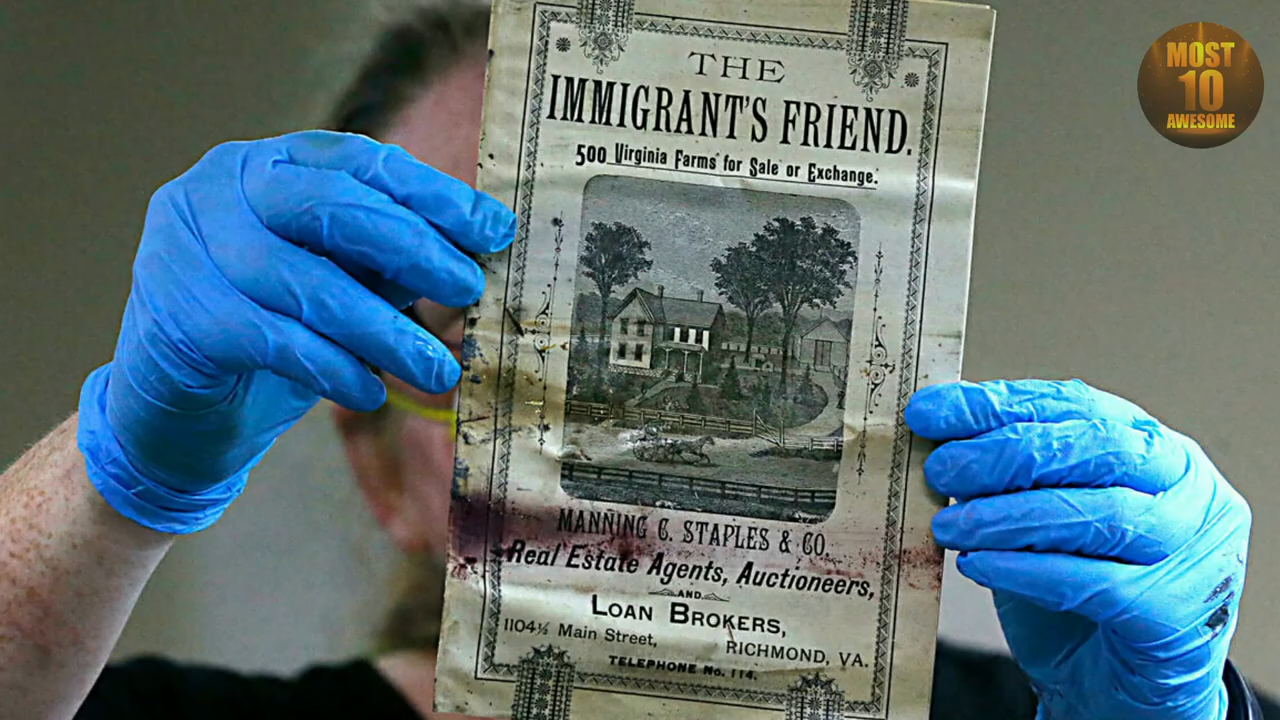 THE
IMMIGRANT'S FRIEND.
500 Virginia Farms for Sale or Exchange.
MANNING C. STAPLES & CO.
Real Estate Agents, Auctioneers,
AND
LOAN BROKERS,
1104½ Main Street,
RICHMOND, VA.
TELEPHONE No. 114.
MOST
10
AWESOME